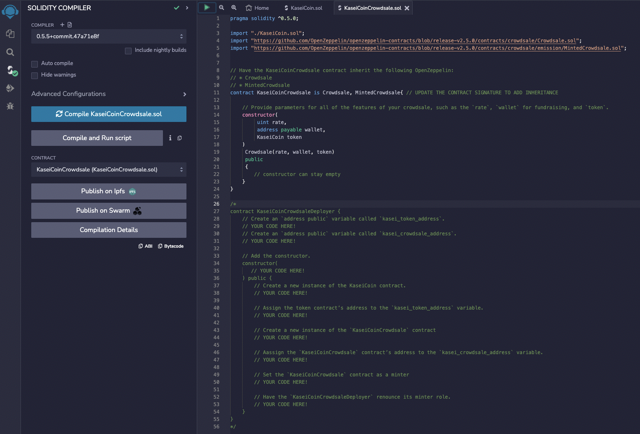 SOLIDITY COMPILER
COMPILER
0.5.5+commit.47a71e8f
Include nightly builds
Auto compile
Hide warnings
Advanced Configurations
Compile KaseiCoinCrowdsale.sol
Compile and Run script
CONTRACT
KaseiCoinCrowdsale (KaseiCoinCrowdsale.sol)
Publish on Ipfs
Publish on Swarm
Compilation Details
ABI Bytecode
Home KaseiCoin.sol KaseiCoinCrowdsale.sol
1 pragma solidity ^0.5.0;
2
3 import "./KaseiCoin.sol";
4 import "https://github.com/OpenZeppelin/openzeppelin-contracts/blob/release-v2.5.0/contracts/crowdsale/Crowdsale.sol";
5 import "https://github.com/OpenZeppelin/openzeppelin-contracts/blob/release-v2.5.0/contracts/crowdsale/emission/MintedCrowdsale.sol";
6
7
8 // Have the KaseiCoinCrowdsale contract inherit the following OpenZeppelin:
9 // * Crowdsale
10 // * MintedCrowdsale
11 contract KaseiCoinCrowdsale is Crowdsale, MintedCrowdsale{ // UPDATE THE CONTRACT SIGNATURE TO ADD INHERITANCE
12
13 // Provide parameters for all of the features of your crowdsale, such as the `rate`, `wallet` for fundraising, and `token`.
14 constructor(
15 uint rate,
16 address payable wallet,
17 KaseiCoin token
18 )
19 Crowdsale(rate, wallet, token)
20 public
21 {
22 // constructor can stay empty
23 }
24 }
25
26 /*
27 contract KaseiCoinCrowdsaleDeployer {
28 // Create an `address public` variable called `kasei_token_address`.
29 // YOUR CODE HERE!
30 // Create an `address public` variable called `kasei_crowdsale_address`.
31 // YOUR CODE HERE!
32
33 // Add the constructor.
34 constructor(
35 // YOUR CODE HERE!
36 ) public {
37 // Create a new instance of the KaseiCoin contract.
38 // YOUR CODE HERE!
39
40 // Assign the token contract's address to the `kasei_token_address` variable.
41 // YOUR CODE HERE!
42
43 // Create a new instance of the `KaseiCoinCrowdsale` contract
44 // YOUR CODE HERE!
45
46 // Aassign the `KaseiCoinCrowdsale` contract's address to the `kasei_crowdsale_address` variable.
47 // YOUR CODE HERE!
48
49 // Set the `KaseiCoinCrowdsale` contract as a minter
50 // YOUR CODE HERE!
51
52 // Have the `KaseiCoinCrowdsaleDeployer` renounce its minter role.
53 // YOUR CODE HERE!
54 }
55 }
56 */